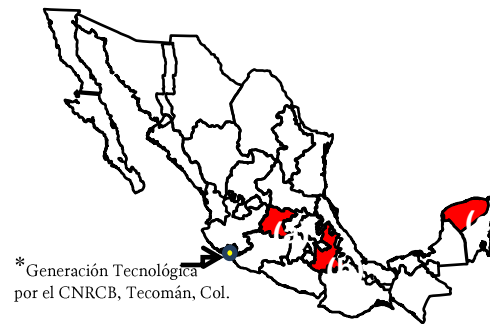 *Generación Tecnológica
por el CNRCB, Tecomán, Col.